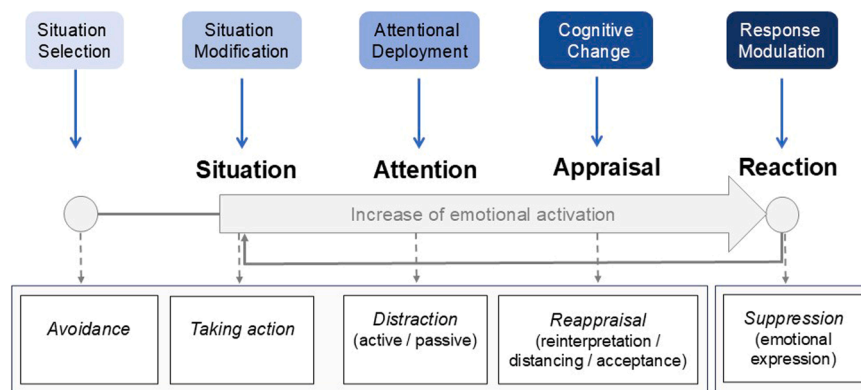 Situation
Selection
Situation
Modification
Attentional
Deployment
Cognitive
Change
Response
Modulation
Situation
Attention
Appraisal
Reaction
Increase of emotional activation
Avoidance
Taking action
Distraction
(active / passive)
Reappraisal
(reinterpretation /
distancing / acceptance)
Suppression
(emotional
expression)